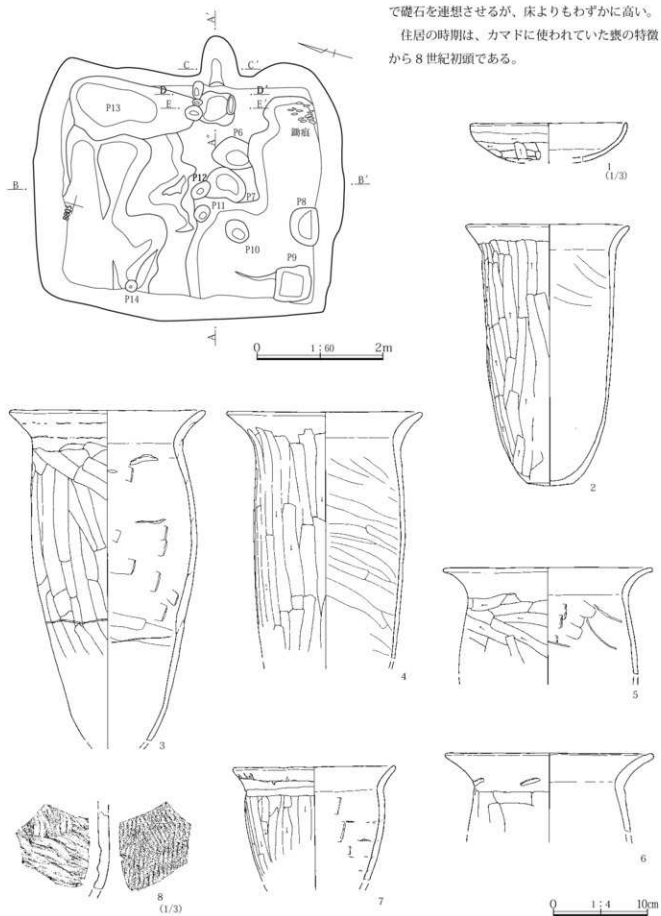 で礎石を連想させるが、床よりもわずかに高い。
住居の時期は、カマドに使われていた甕の特徴
から8世紀初頭である。
A'
C C'
D D'
E E'
P13
A"
P6
鋤痕
P12
B B'
P7
P8
P11
P10
P9
P14
A
0 1:60 2m
1
(1/3)
2
3
4
5
6
7
8
(1/3)
0 1:4 10cm